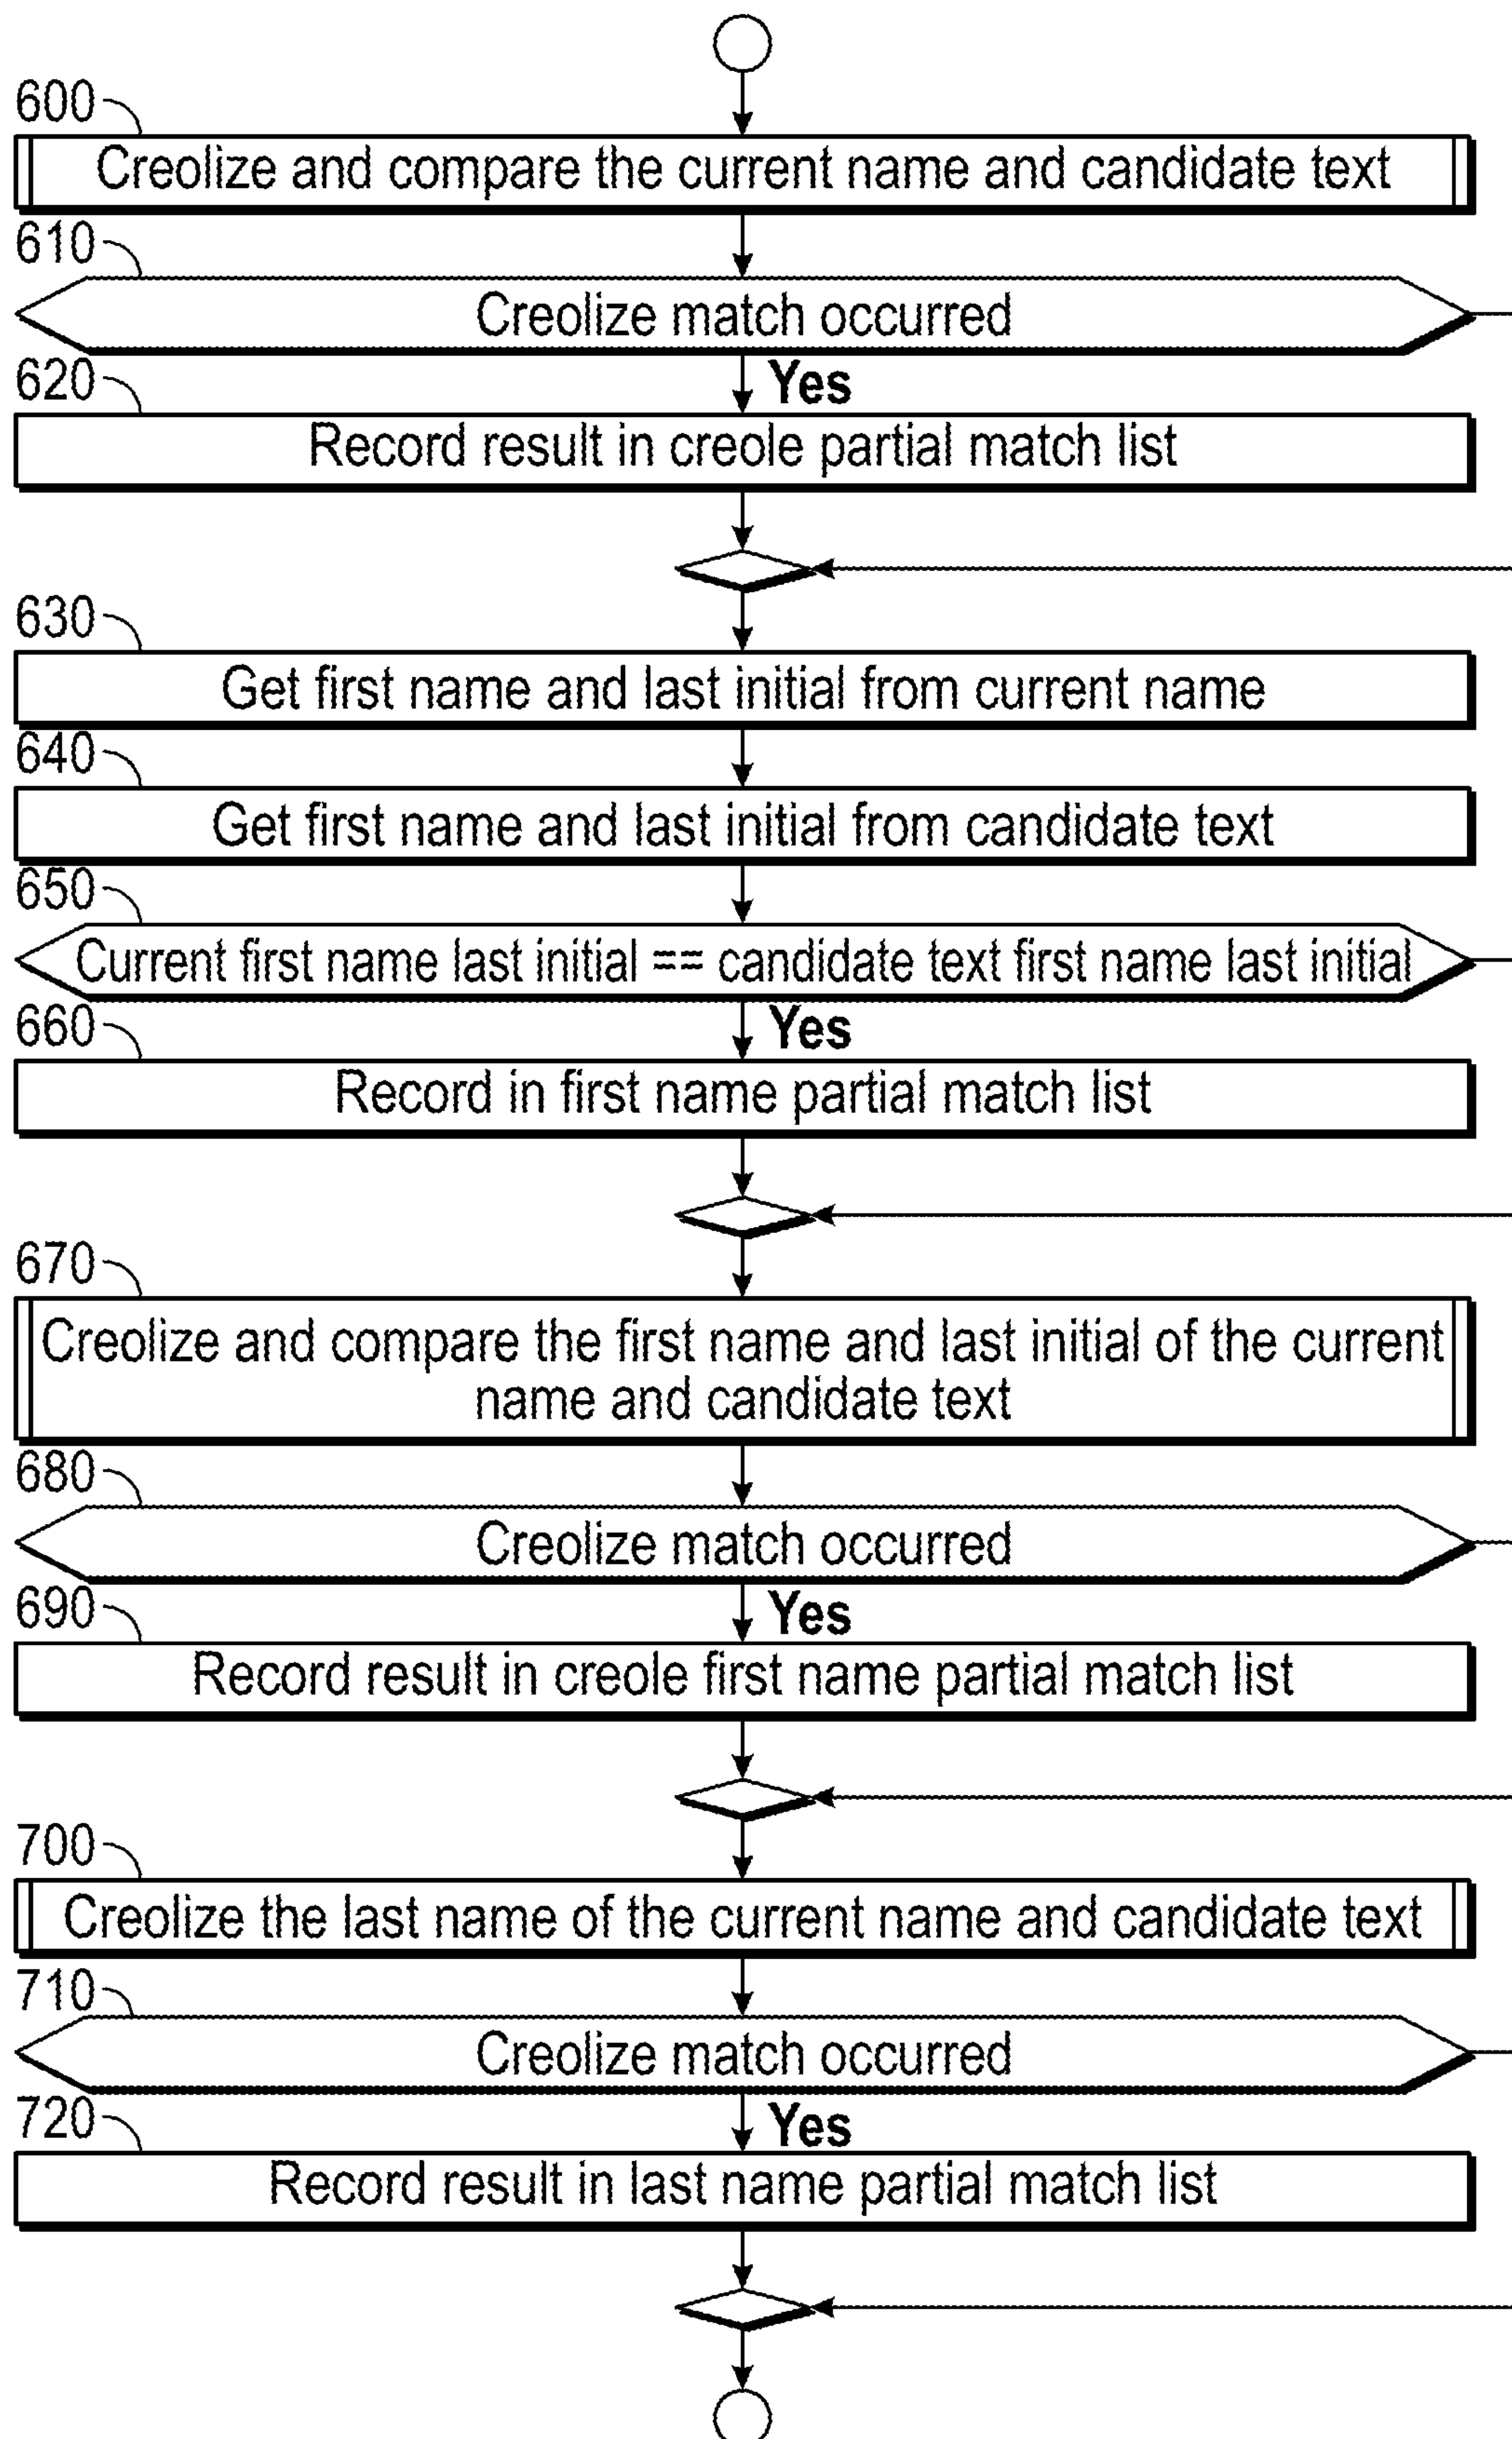 600
Creolize and compare the current name and candidate text
610
Creolize match occurred
Yes
620
Record result in creole partial match list
630
Get first name and last initial from current name
640
Get first name and last initial from candidate text
650
Current first name last initial == candidate text first name last initial
Yes
660
Record in first name partial match list
670
Creolize and compare the first name and last initial of the current
name and candidate text
680
Creolize match occurred
Yes
690
Record result in creole first name partial match list
700
Creolize the last name of the current name and candidate text
710
Creolize match occurred
Yes
720
Record result in last name partial match list